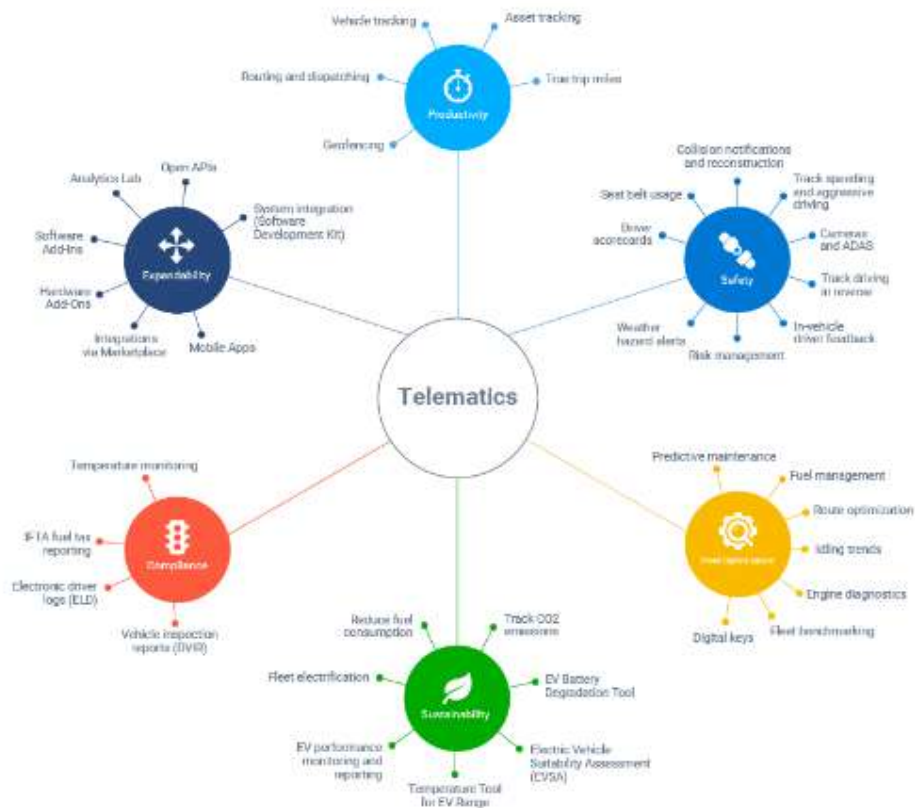 Vehicle tracking
Asset tracking
Routing and dispatching
True trip miles
Geofencing
Productivity
Collision notifications
and reconstruction
Seat belt usage
Track speeding
and aggressive
driving
Driver
scorecards
Cameras
and ADAS
Track driving
in reverse
Weather
hazard alerts
In-vehicle
driver feedback
Risk management
Safety
Open APIs
Analytics Lab
System integration
(Software
Development Kit)
Software
Add-Ins
Hardware
Add-Ons
Integrations
via Marketplace
Mobile Apps
Expandability
Telematics
Temperature monitoring
IFTA fuel tax
reporting
Electronic driver
logs (ELD)
Vehicle inspection
reports (DVIR)
Compliance
Predictive maintenance
Fuel management
Route optimization
Idling trends
Engine diagnostics
Fleet benchmarking
Digital keys
Reduce fuel
consumption
Track CO2
emissions
Fleet electrification
EV Battery
Degradation Tool
EV performance
monitoring and
reporting
Electric Vehicle
Suitability Assessment
(EVSA)
Temperature Tool
for EV Range
Sustainability